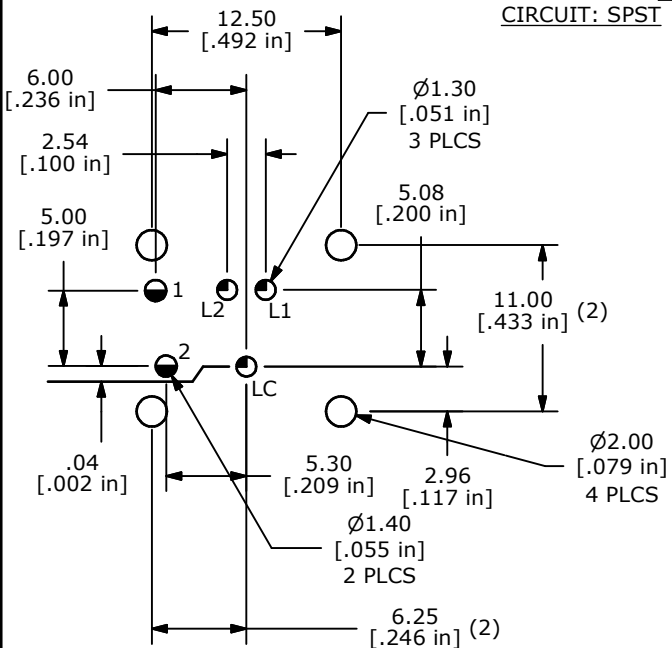 12.50
[.492 in]
CIRCUIT: SPST
6.00
[.236 in]
Ø1.30
[.051 in]
3 PLCS
2.54
[.100 in]
5.08
[.200 in]
5.00
[.197 in]
1
L2
L1
11.00
[.433 in] (2)
2
LC
.04
[.002 in]
5.30
[.209 in]
2.96
[.117 in]
Ø2.00
[.079 in]
4 PLCS
Ø1.40
[.055 in]
2 PLCS
6.25
[.246 in] (2)